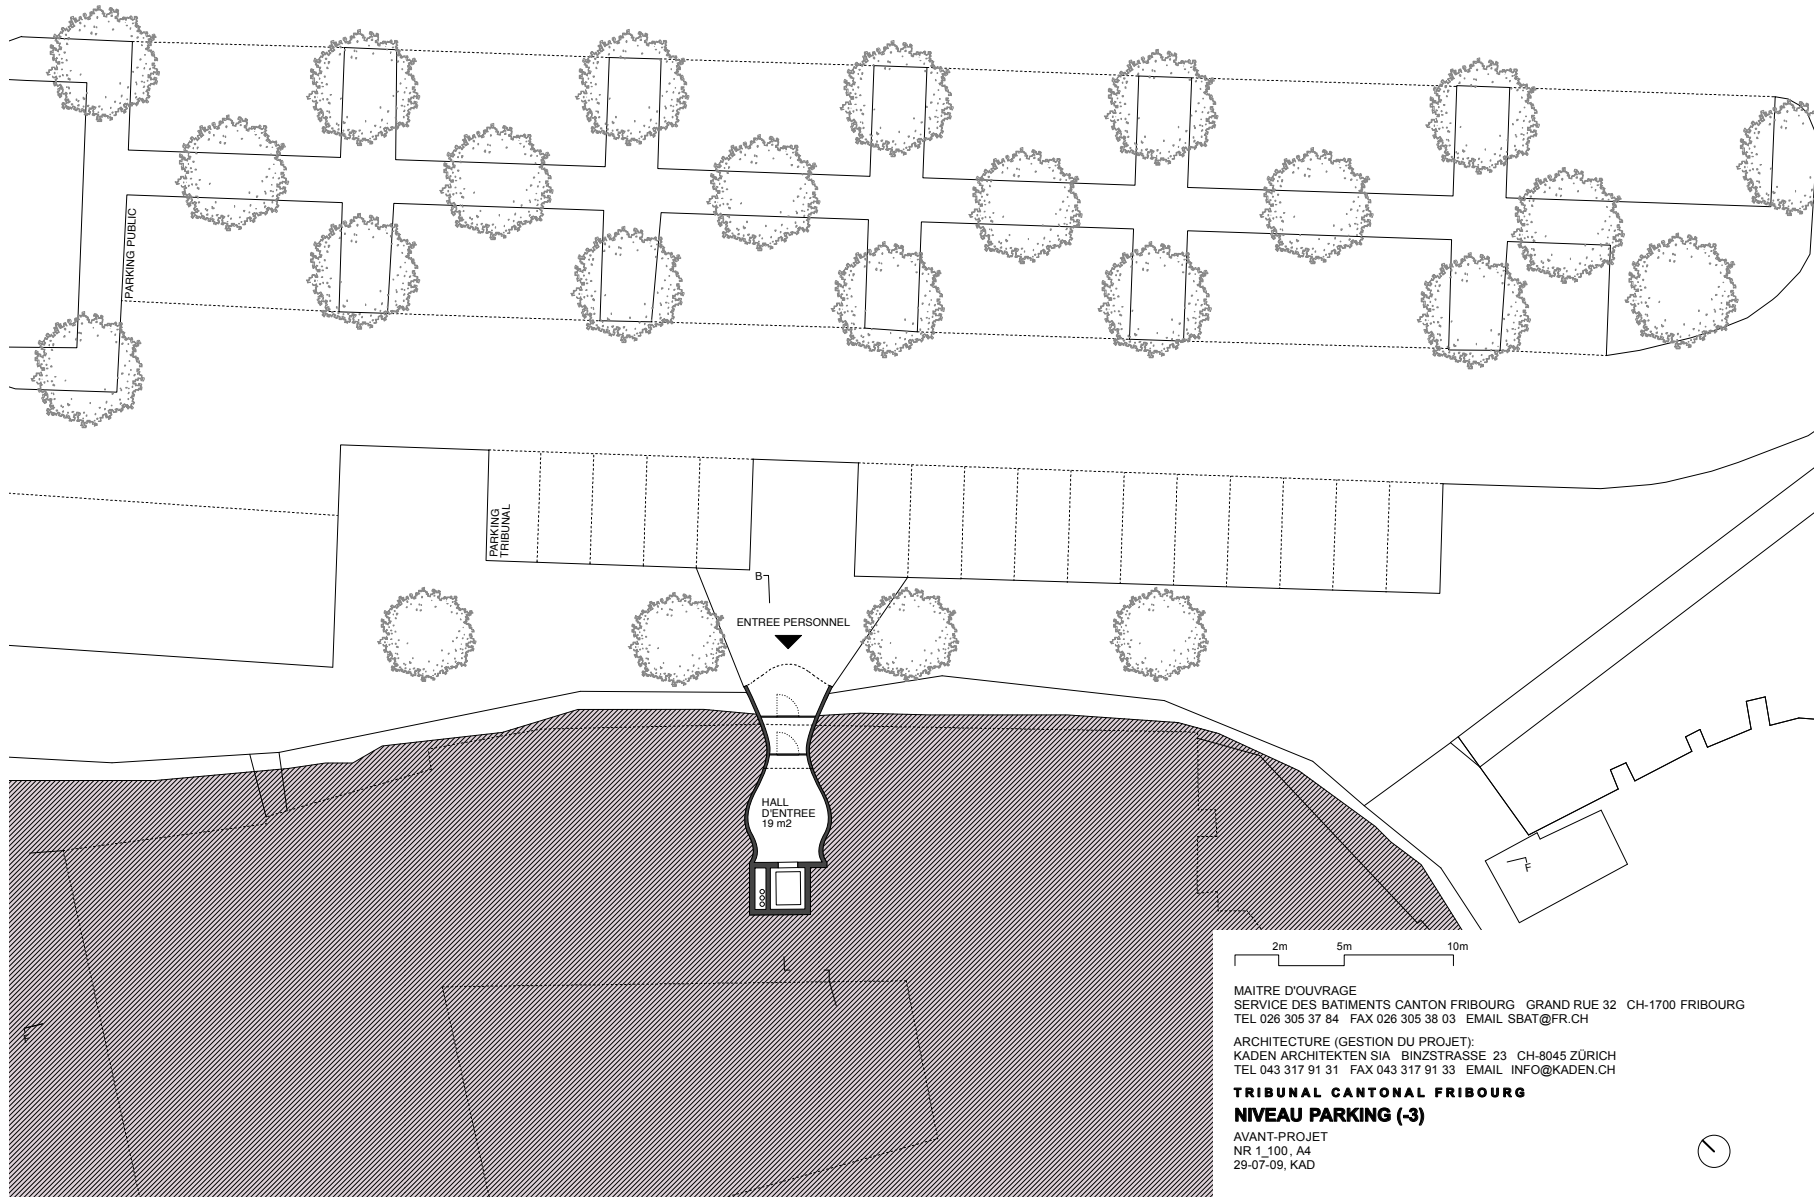 PARKING PUBLIC
PARKING
TRIBUNAL
B
ENTREE PERSONNEL
HALL
D'ENTREE
19 m2
F
F
2m 5m 10m
MAITRE D'OUVRAGE
SERVICE DES BATIMENTS CANTON FRIBOURG GRAND RUE 32 CH-1700 FRIBOURG
TEL 026 305 37 84 FAX 026 305 38 03 EMAIL SBAT@FR.CH
ARCHITECTURE (GESTION DU PROJET):
KADEN ARCHITEKTEN SIA BINZSTRASSE 23 CH-8045 ZÜRICH
TEL 043 317 91 31 FAX 043 317 91 33 EMAIL INFO@KADEN.CH
TRIBUNAL CANTONAL FRIBOURG
NIVEAU PARKING (-3)
AVANT-PROJET
NR 1_100, A4
29-07-09, KAD